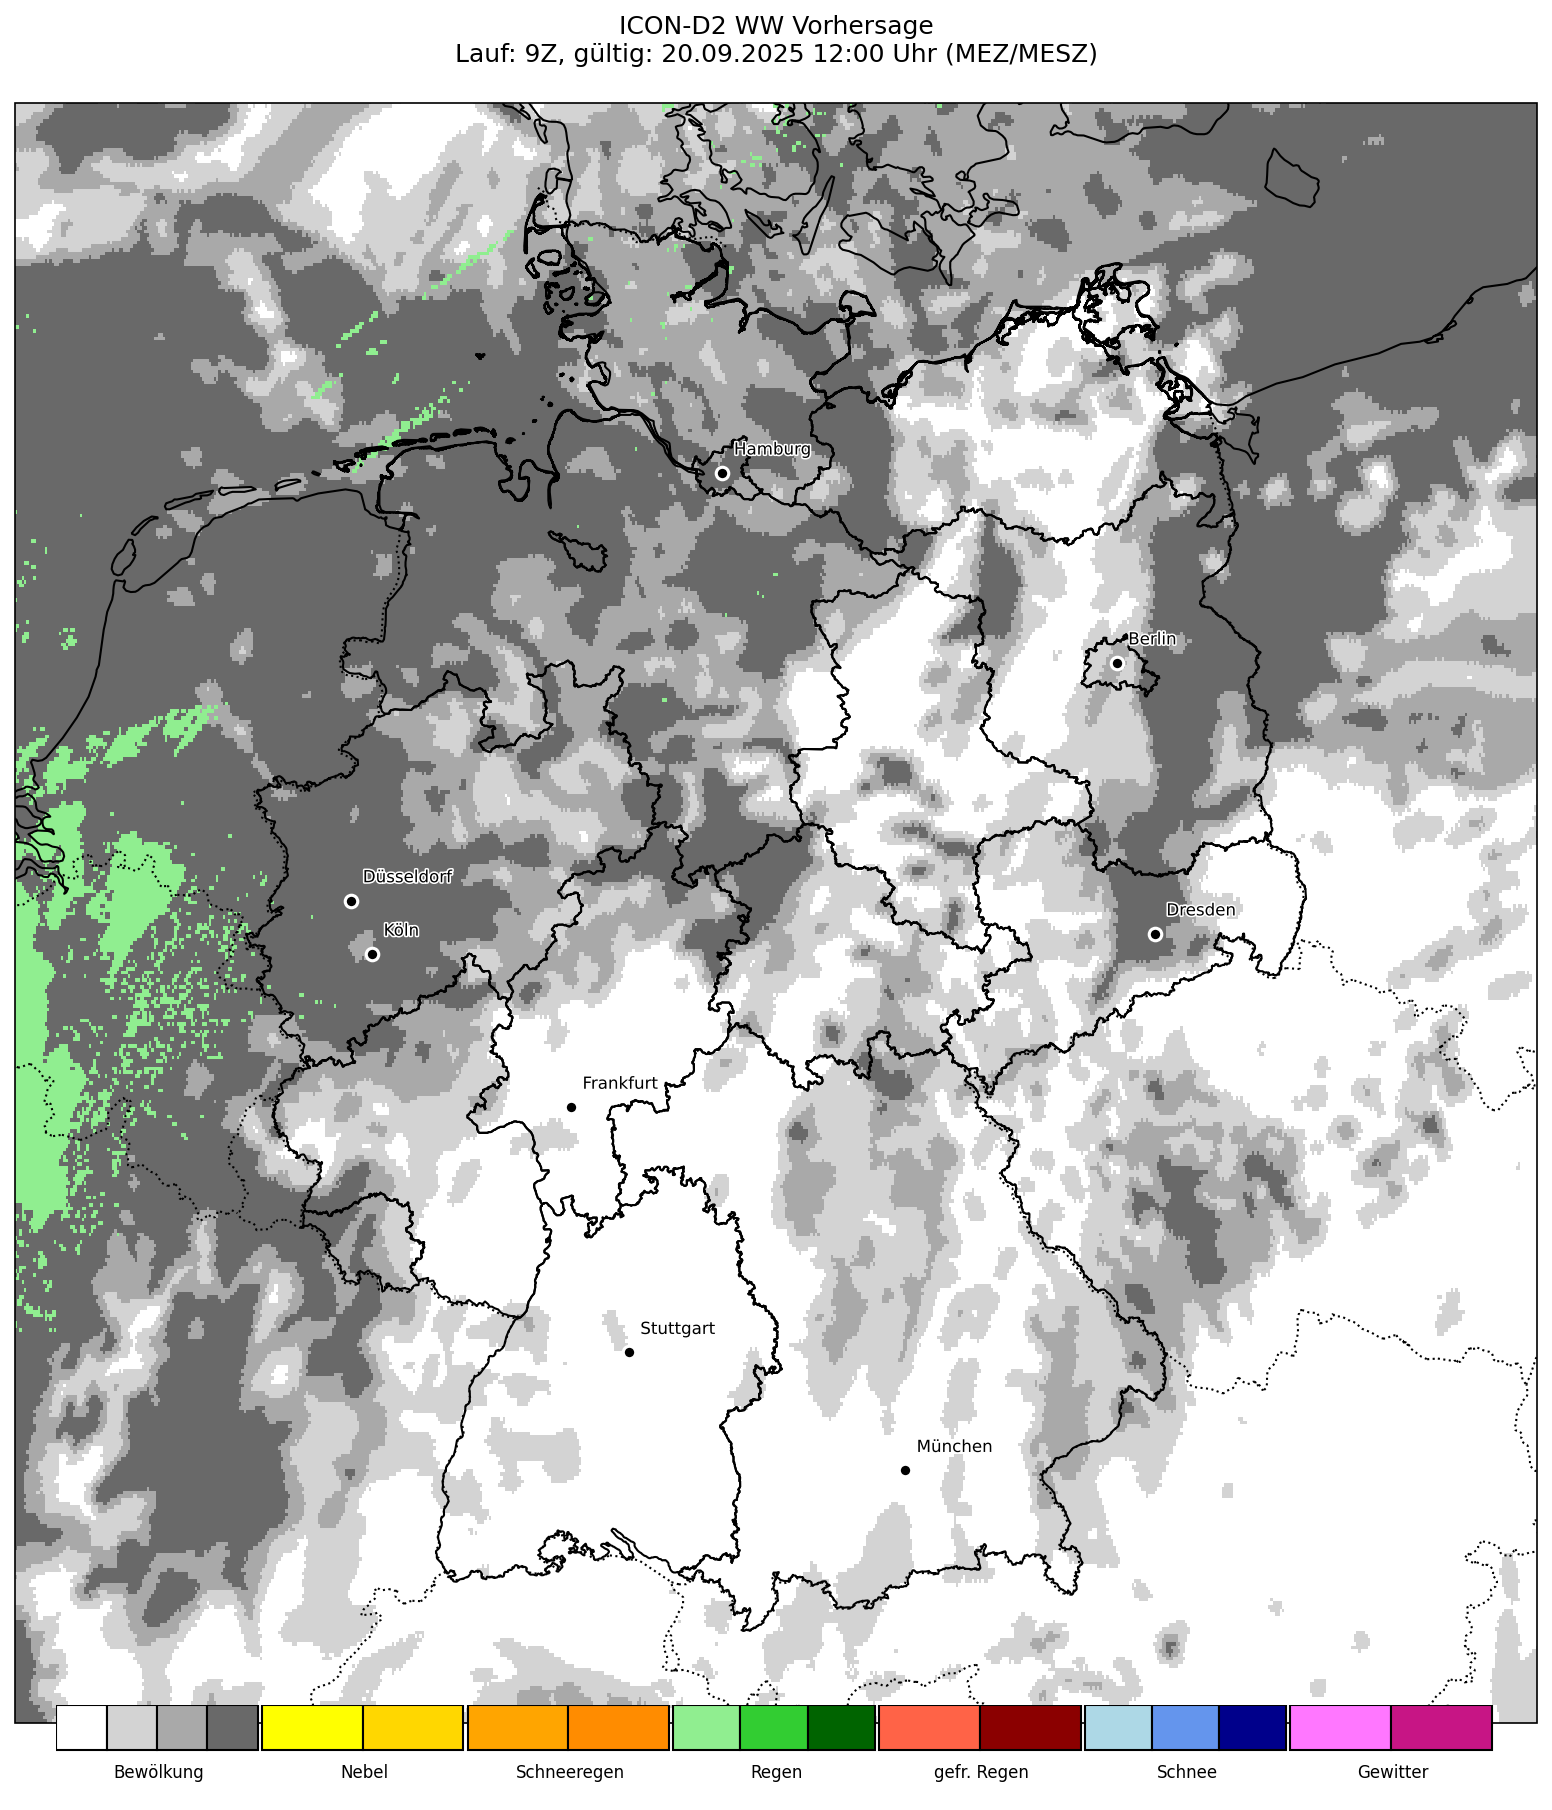 ICON-D2 WW Vorhersage
Lauf: 9Z, gültig: 20.09.2025 12:00 Uhr (MEZ/MESZ)
Hamburg
Berlin
Düsseldorf
Köln
Dresden
Frankfurt
Stuttgart
München
Bewölkung
Nebel
Schneeregen
Regen
gefr. Regen
Schnee
Gewitter